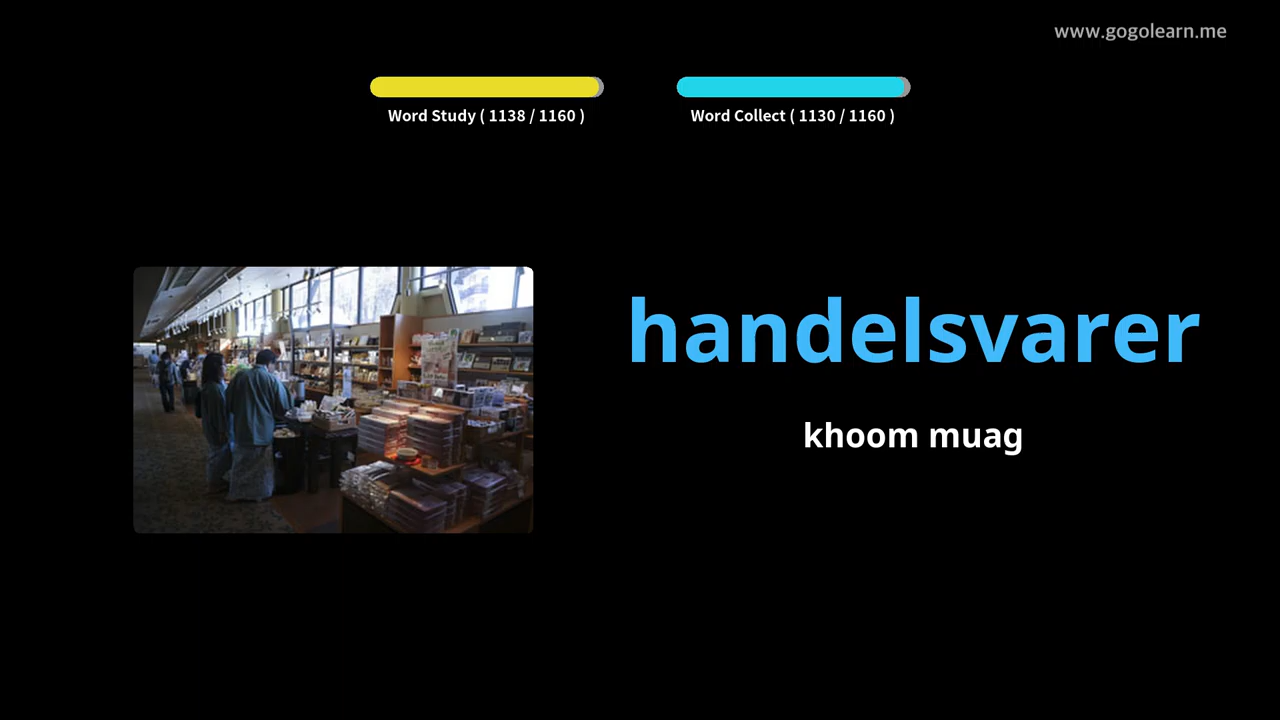 www.gogolearn.me
Word Study ( 1138 / 1160 )
Word Collect ( 1130 / 1160 )
handelsvarer
khoom muag